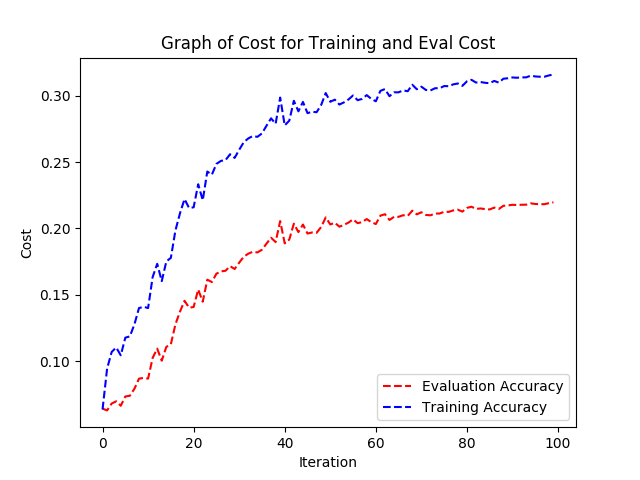 Graph of Cost for Training and Eval Cost
Cost
0.30
0.25
0.20
0.15
0.10
0
20
40
60
80
100
Iteration
Evaluation Accuracy
Training Accuracy